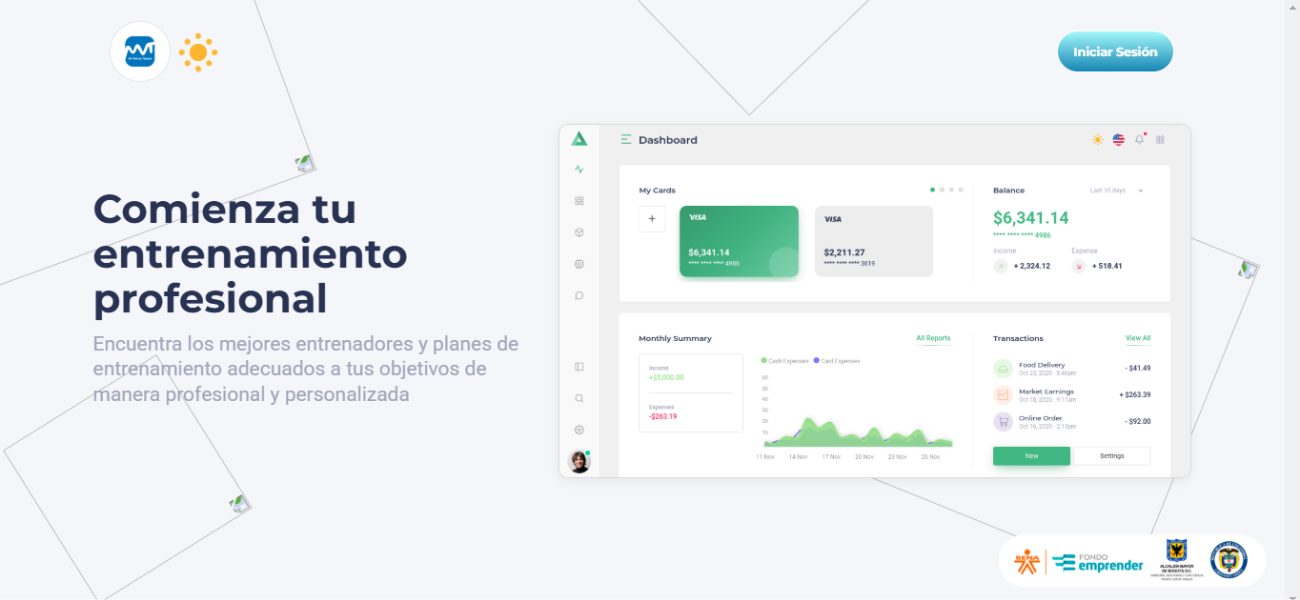 Iniciar Sesión
Comienza tu
entrenamiento
profesional
Encuentra los mejores entrenadores y planes de
entrenamiento adecuados a tus objetivos de
manera profesional y personalizada
Dashboard
My Cards
VISA
$6,341.14
**** **** **** 4986
VISA
$2,211.27
**** **** **** 3619
Balance
Last 10 days
$6,341.14
**** **** **** 4986
Income
Expense
+ 2,324.12
+ 518.41
Monthly Summary
All Reports
Income
+$5,000.00
Expenses
-$263.19
Cash Expenses
Card Expenses
60
50
40
30
20
10
11 Nov
14 Nov
17 Nov
20 Nov
23 Nov
26 Nov
Transactions
View All
Food Delivery
Oct 23, 2020 - 8:46pm
- $41.49
Market Earnings
Oct 18, 2020 - 9:11am
+ $263.39
Online Order
Oct 16, 2020 - 2:13pm
- $92.00
New
Settings
SENA
FONDO
emprender
ALCALDÍA MAYOR
DE BOGOTÁ D.C.